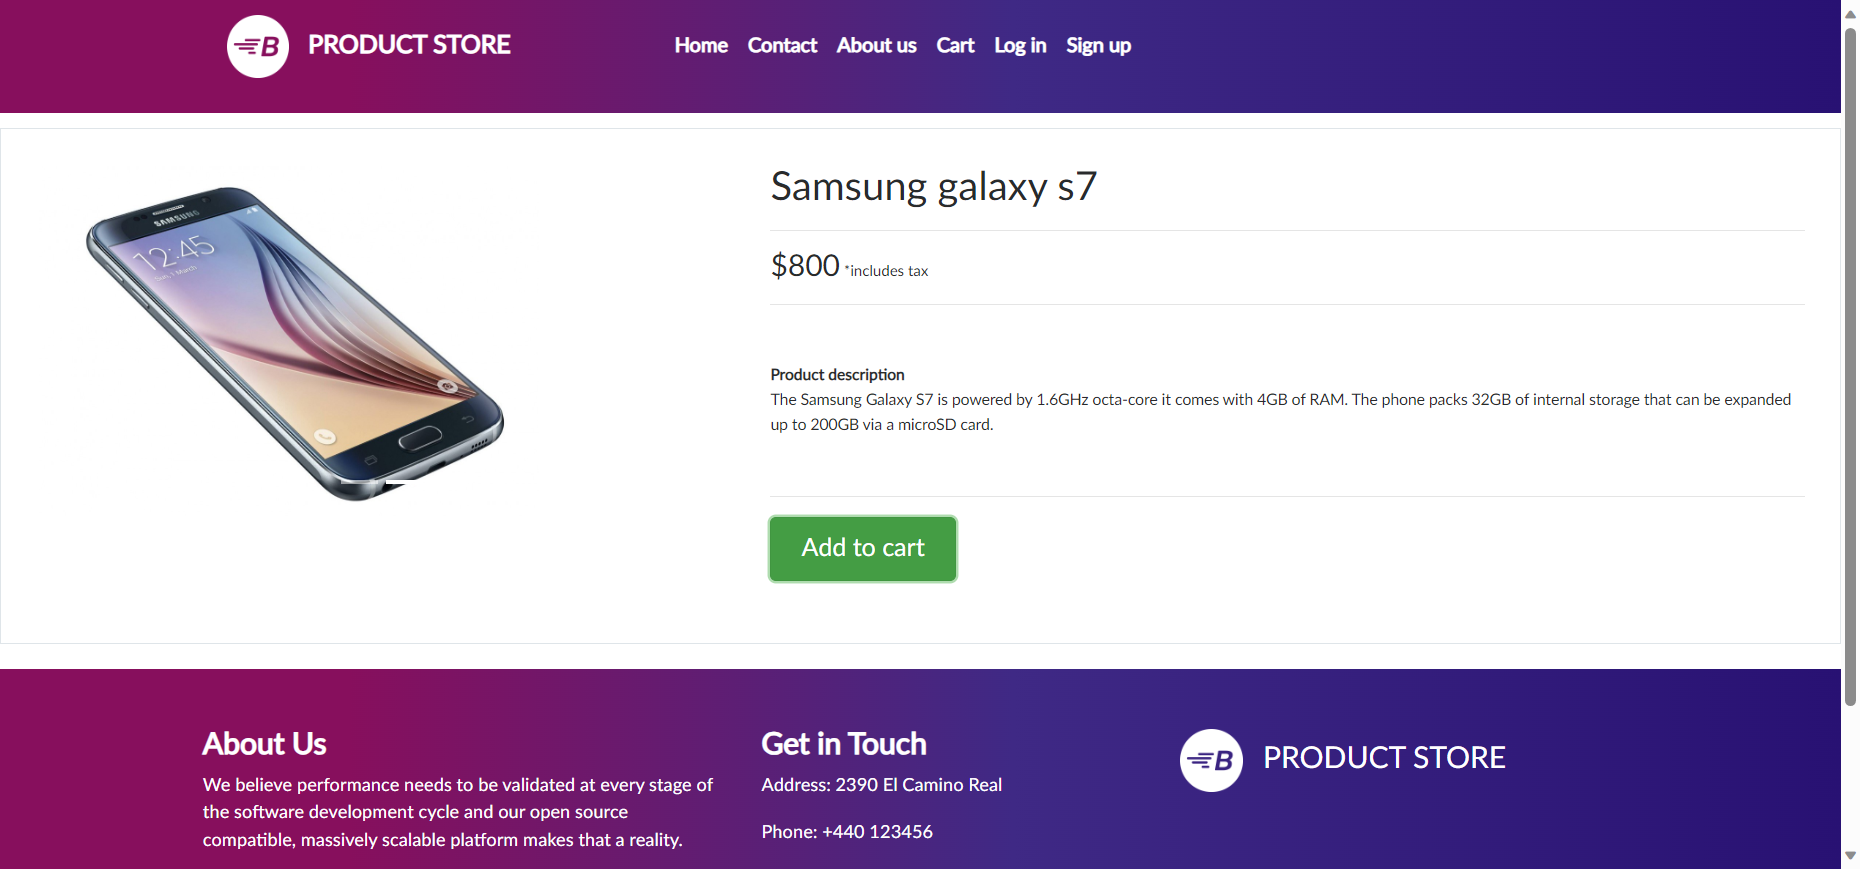 B PRODUCT STORE
Home Contact About us Cart Log in Sign up
SAMSUNG
12:45
Sun, 1 March
Samsung galaxy s7
$800 *includes tax
Product description
The Samsung Galaxy S7 is powered by 1.6GHz octa-core it comes with 4GB of RAM. The phone packs 32GB of internal storage that can be expanded
up to 200GB via a microSD card.
Add to cart
About Us
We believe performance needs to be validated at every stage of
the software development cycle and our open source
compatible, massively scalable platform makes that a reality.
Get in Touch
Address: 2390 El Camino Real
Phone: +440 123456
B PRODUCT STORE